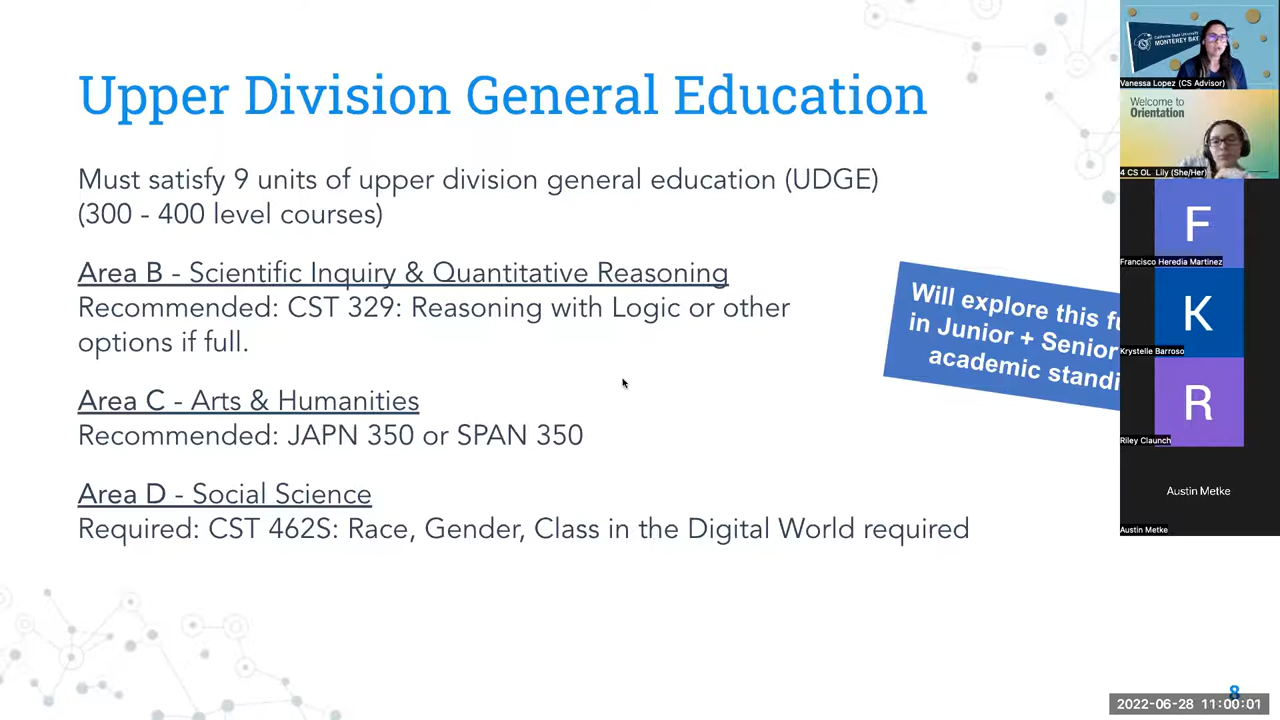 Upper Division General Education
Must satisfy 9 units of upper division general education (UDGE)
(300 - 400 level courses)
Area B - Scientific Inquiry & Quantitative Reasoning
Recommended: CST 329: Reasoning with Logic or other
options if full.
Area C - Arts & Humanities
Recommended: JAPN 350 or SPAN 350
Area D - Social Science
Required: CST 462S: Race, Gender, Class in the Digital World required
Will explore this fu
in Junior + Senior
academic standi
California State University
MONTEREY BAY
Vanessa Lopez (CS Advisor)
Welcome to
Orientation
4 CS OL Lily (She/Her)
F
Francisco Heredia Martinez
K
Krystelle Barroso
R
Riley Claunch
Austin Metke
Austin Metke
8
2022-06-28 11:00:01